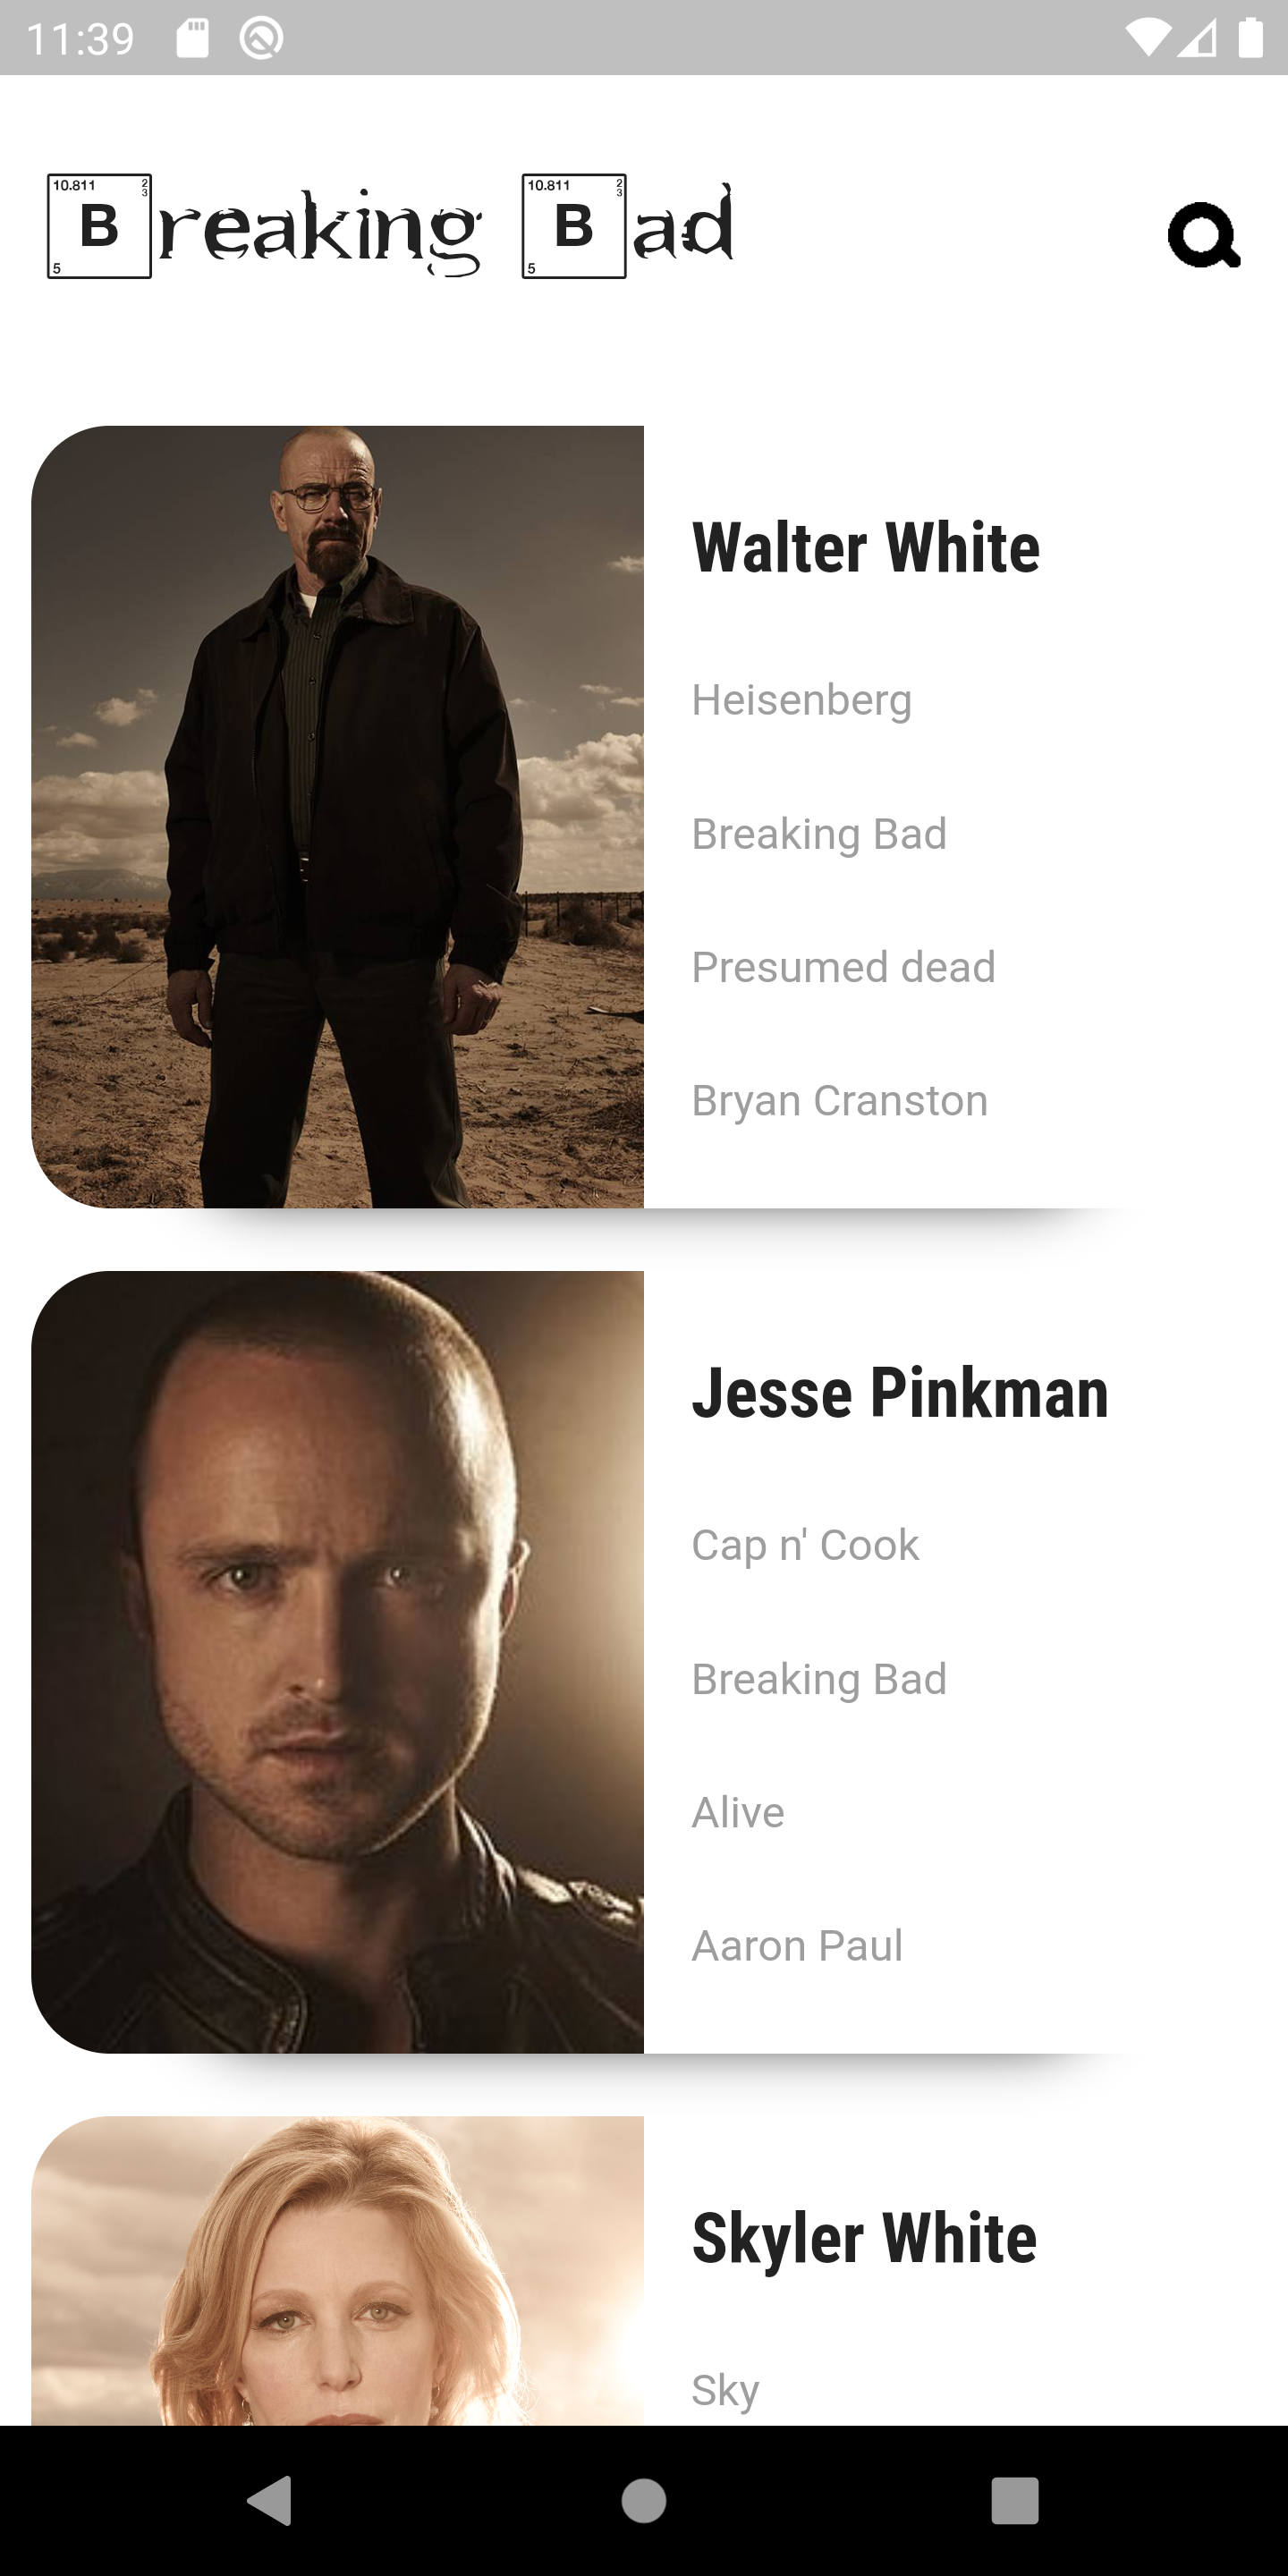 11:39
10.811 2 3 B 5 reaking 10.811 2 3 B 5 ad
Walter White
Heisenberg
Breaking Bad
Presumed dead
Bryan Cranston
Jesse Pinkman
Cap n' Cook
Breaking Bad
Alive
Aaron Paul
Skyler White
Sky